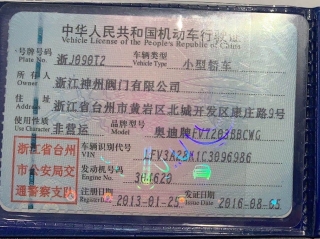 中华人民共和国机动车行驶证
Vehicle License of the People's Republic of China
号牌号码 浙J090T2 车辆类型 小型轿车
Plate No. Vehicle Type
所有人 浙江神州阀门有限公司
Owner
住址 浙江省台州市黄岩区北城开发区康庄路9号
Address
使用性质 非营运 品牌型号 奥迪牌FV7203BBCWG
Use Character Model
浙江省台州 车辆识别代号
VIN LFV3A28M1C3096986
市公安局交 发动机号码
Engine No.
通警察支队 注册日期 2013-01-25 发证日期 2016-08-05
Register Date Issue Date